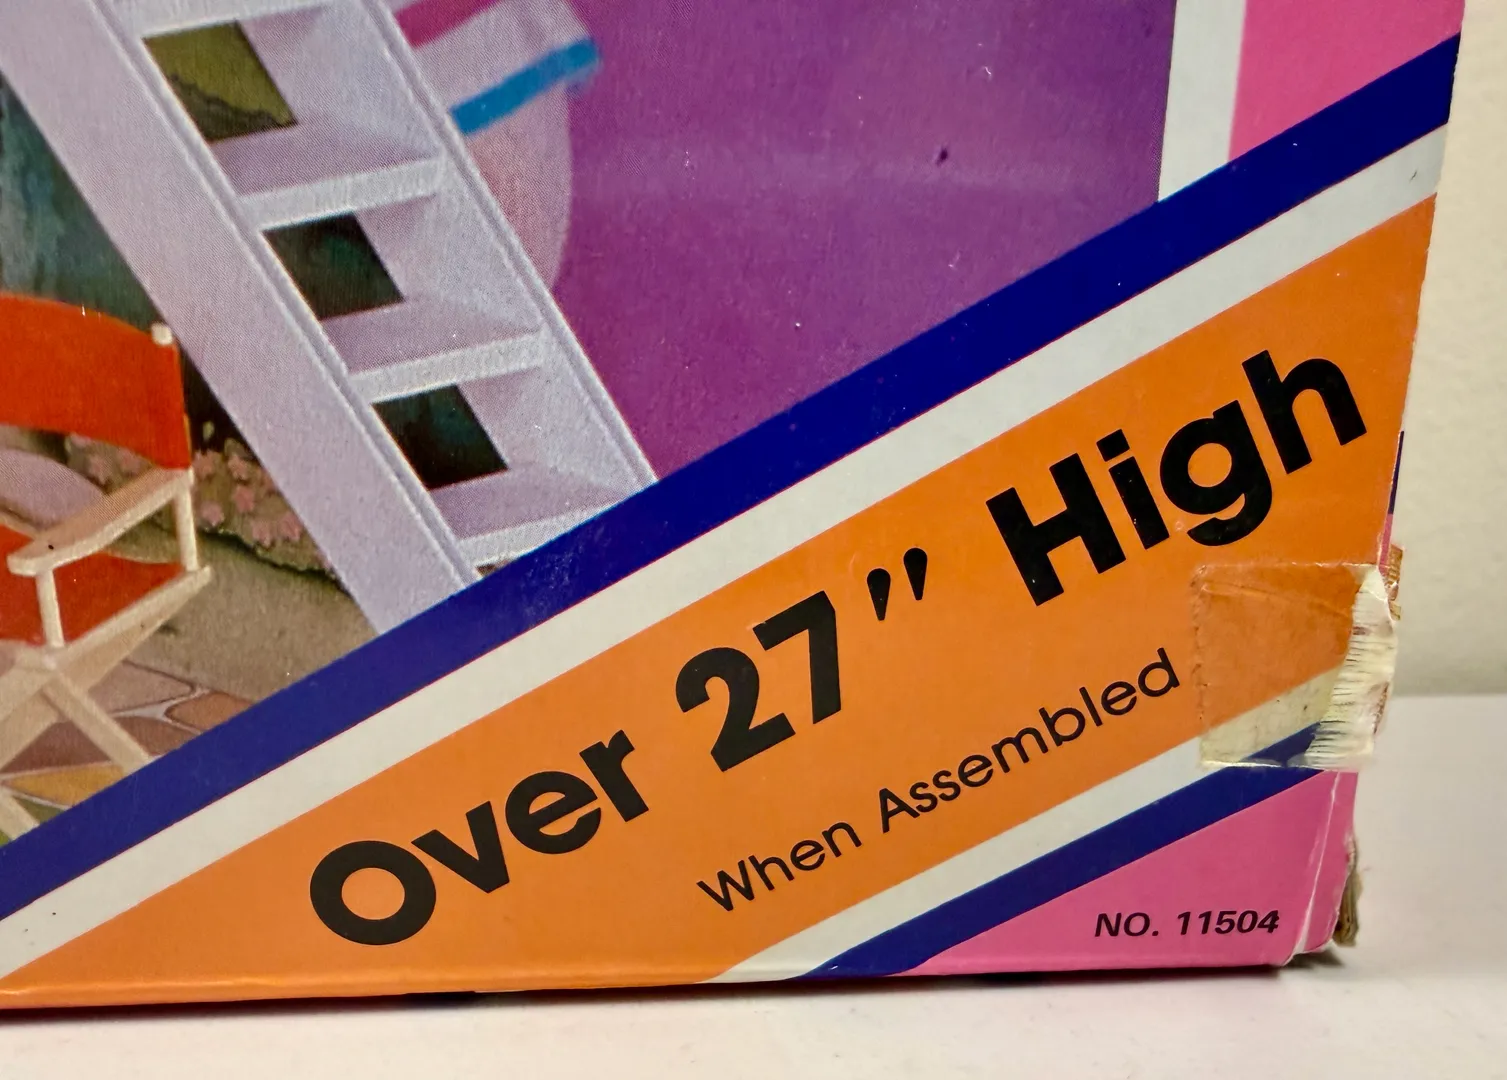 Over 27” High
When Assembled
NO. 11504